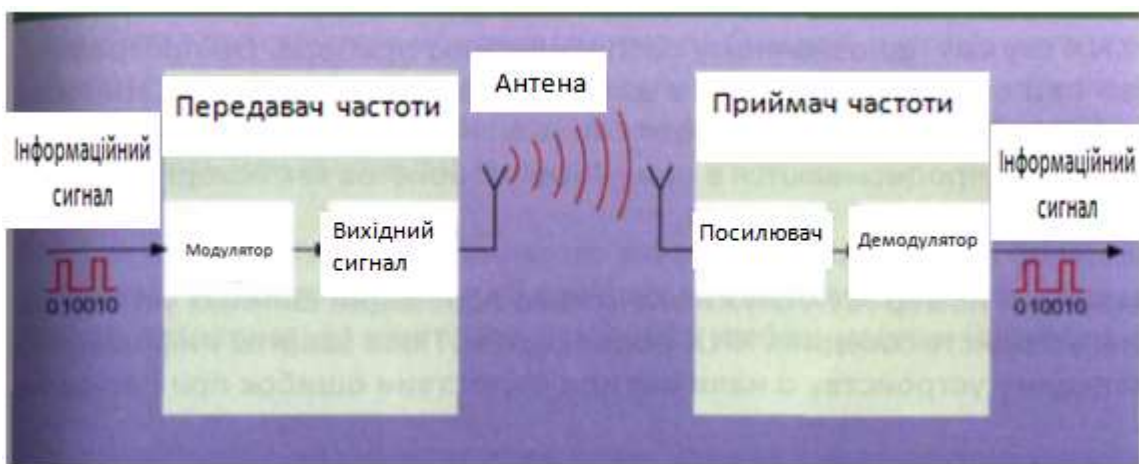 Антена
Передавач частоти
Приймач частоти
Інформаційний
сигнал
Модулятор
Вихідний
сигнал
Посилювач
Демодулятор
Інформаційний
сигнал
010010
010010